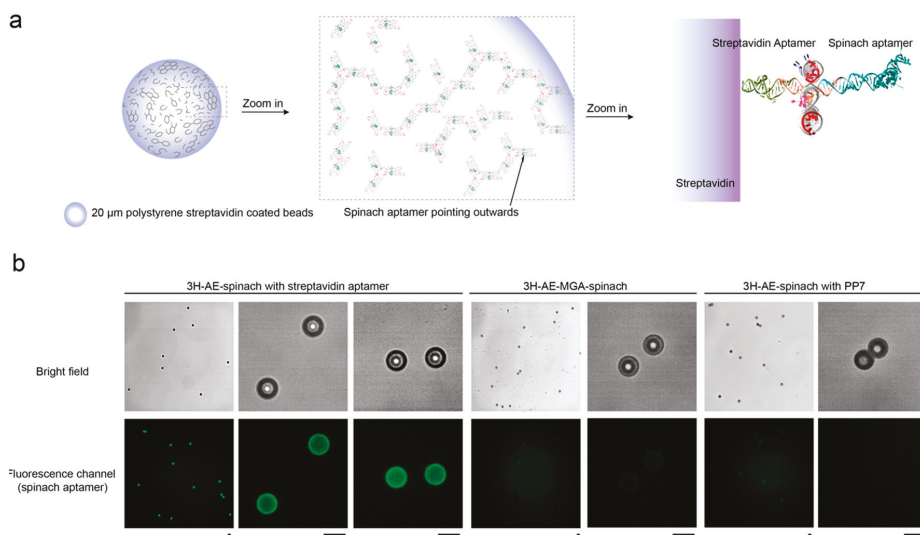 a
Streptavidin Aptamer Spinach aptamer
Zoom in
Zoom in
Streptavidin
20 µm polystyrene streptavidin coated beads
Spinach aptamer pointing outwards
b
3H-AE-spinach with streptavidin aptamer
3H-AE-MGA-spinach
3H-AE-spinach with PP7
Bright field
Fluorescence channel
(spinach aptamer)